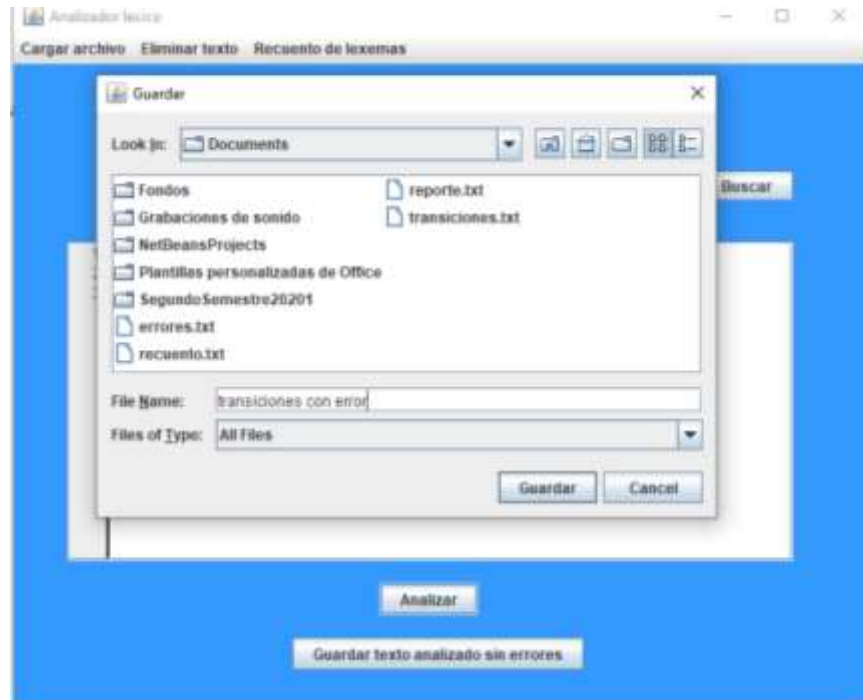 Analizador lexico
Cargar archivo Eliminar texto Recuento de lexemas
Guardar
Look In: Documents
Fondos
Grabaciones de sonido
NetBeansProjects
Plantillas personalizadas de Office
SegundoSemestre20201
errores.txt
recuento.txt
reporte.txt
transiciones.txt
Buscar
File Name: transiciones con error
Files of Type: All Files
Guardar Cancel
Analizar
Guardar texto analizado sin errores